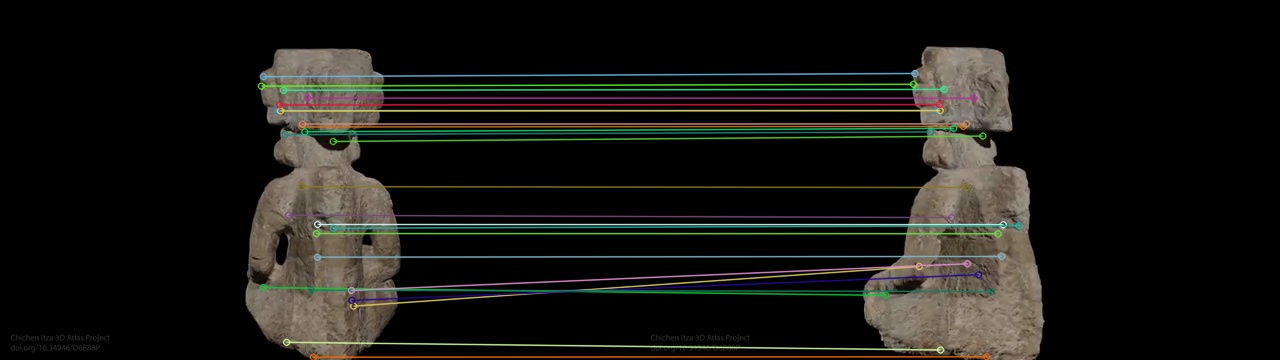 Chichen Itza 3D Atlas Project
doi.org/10.34946/D6888P
Chichen Itza 3D Atlas Project